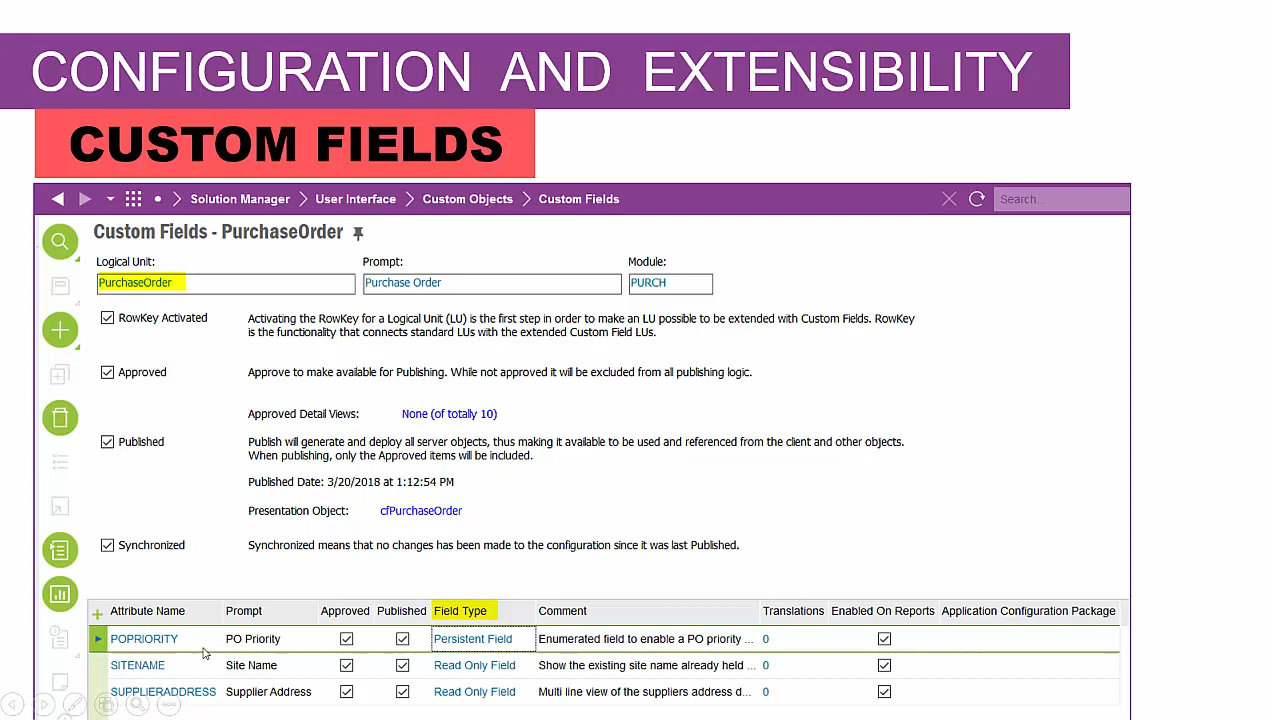 CONFIGURATION AND EXTENSIBILITY
CUSTOM FIELDS
Solution Manager User Interface Custom Objects Custom Fields Search...
Custom Fields - PurchaseOrder
Logical Unit: Prompt: Module:
PurchaseOrder Purchase Order PURCH
RowKey Activated Activating the RowKey for a Logical Unit (LU) is the first step in order to make an LU possible to be extended with Custom Fields. RowKey
is the functionality that connects standard LUs with the extended Custom Field LUs.
Approved Approve to make available for Publishing. While not approved it will be excluded from all publishing logic.
Approved Detail Views: None (of totally 10)
Published Publish will generate and deploy all server objects, thus making it available to be used and referenced from the client and other objects.
When publishing, only the Approved items will be included.
Published Date: 3/20/2018 at 1:12:54 PM
Presentation Object: cfPurchaseOrder
Synchronized Synchronized means that no changes has been made to the configuration since it was last Published.
Attribute Name Prompt Approved Published Field Type Comment Translations Enabled On Reports Application Configuration Package
POPRIORITY PO Priority Persistent Field Enumerated field to enable a PO priority ... 0
SITENAME Site Name Read Only Field Show the existing site name already held ... 0
SUPPLIERADDRESS Supplier Address Read Only Field Multi line view of the suppliers address d... 0